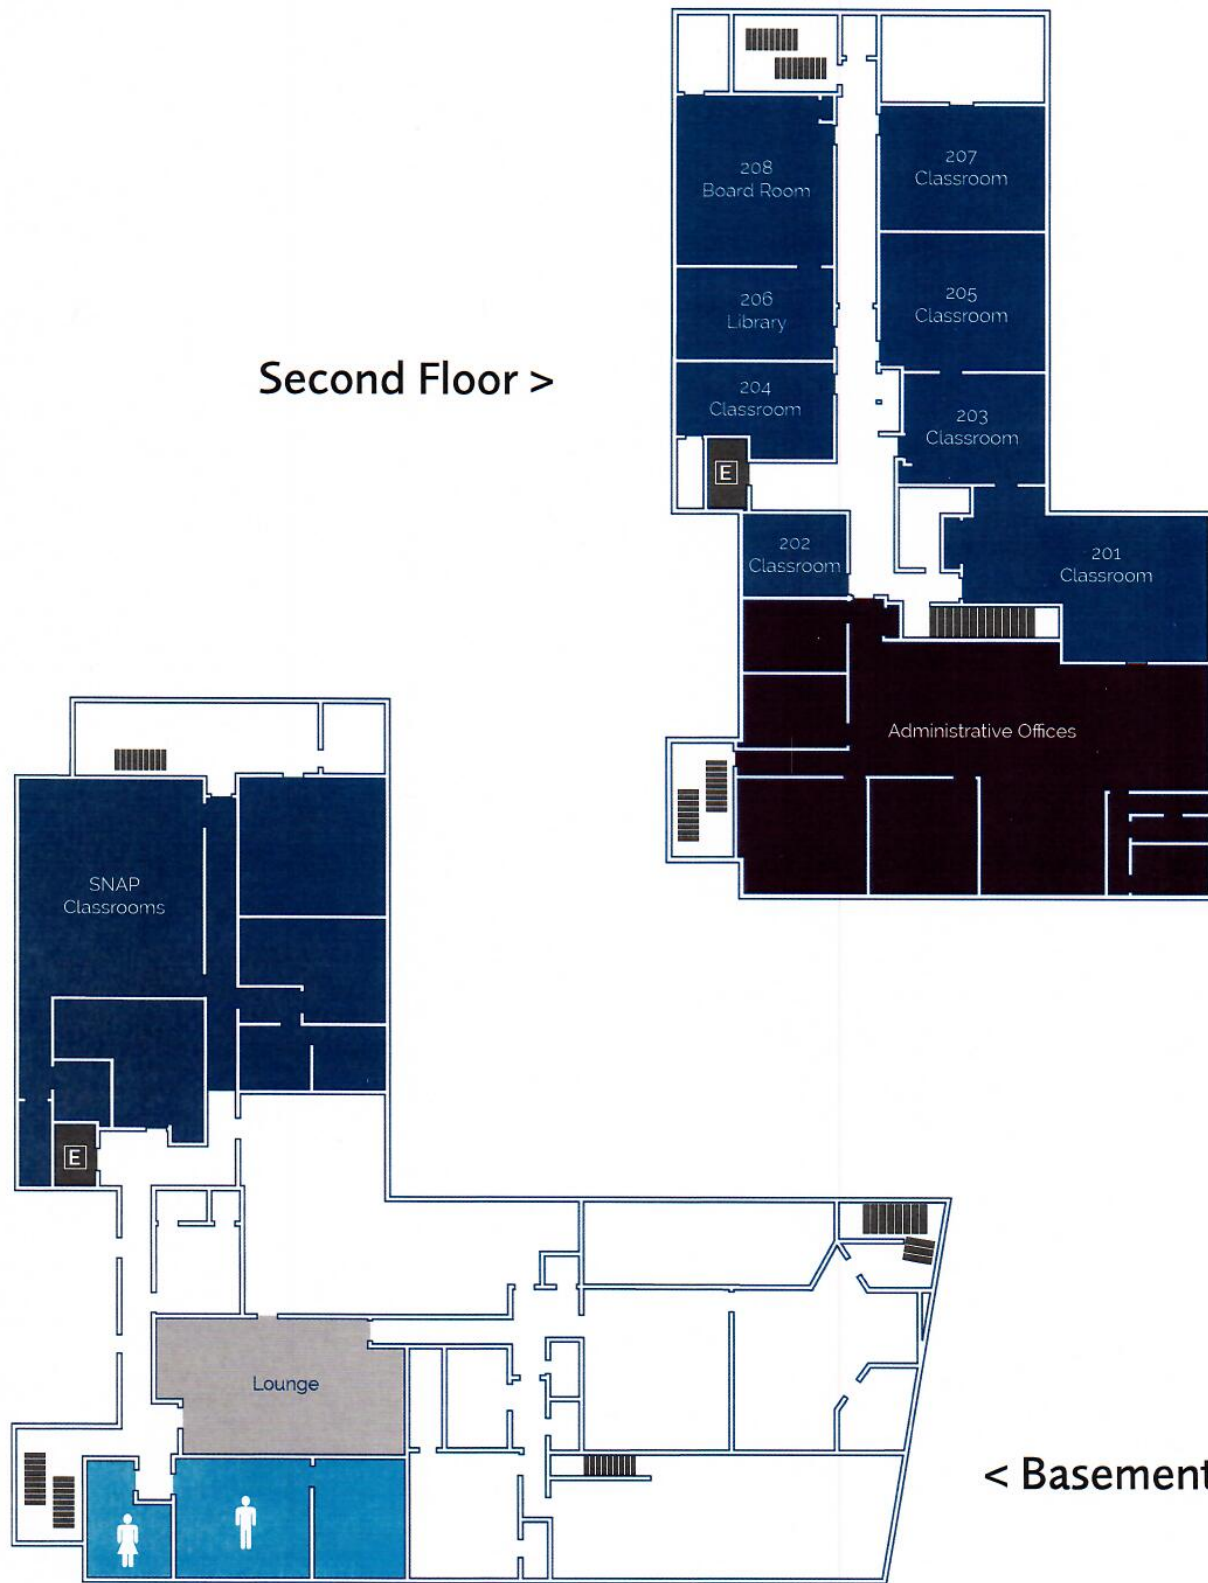 208
Board Room
207
Classroom
206
Library
205
Classroom
Second Floor >
204
Classroom
203
Classroom
E
202
Classroom
201
Classroom
Administrative Offices
SNAP
Classrooms
E
Lounge
< Basement